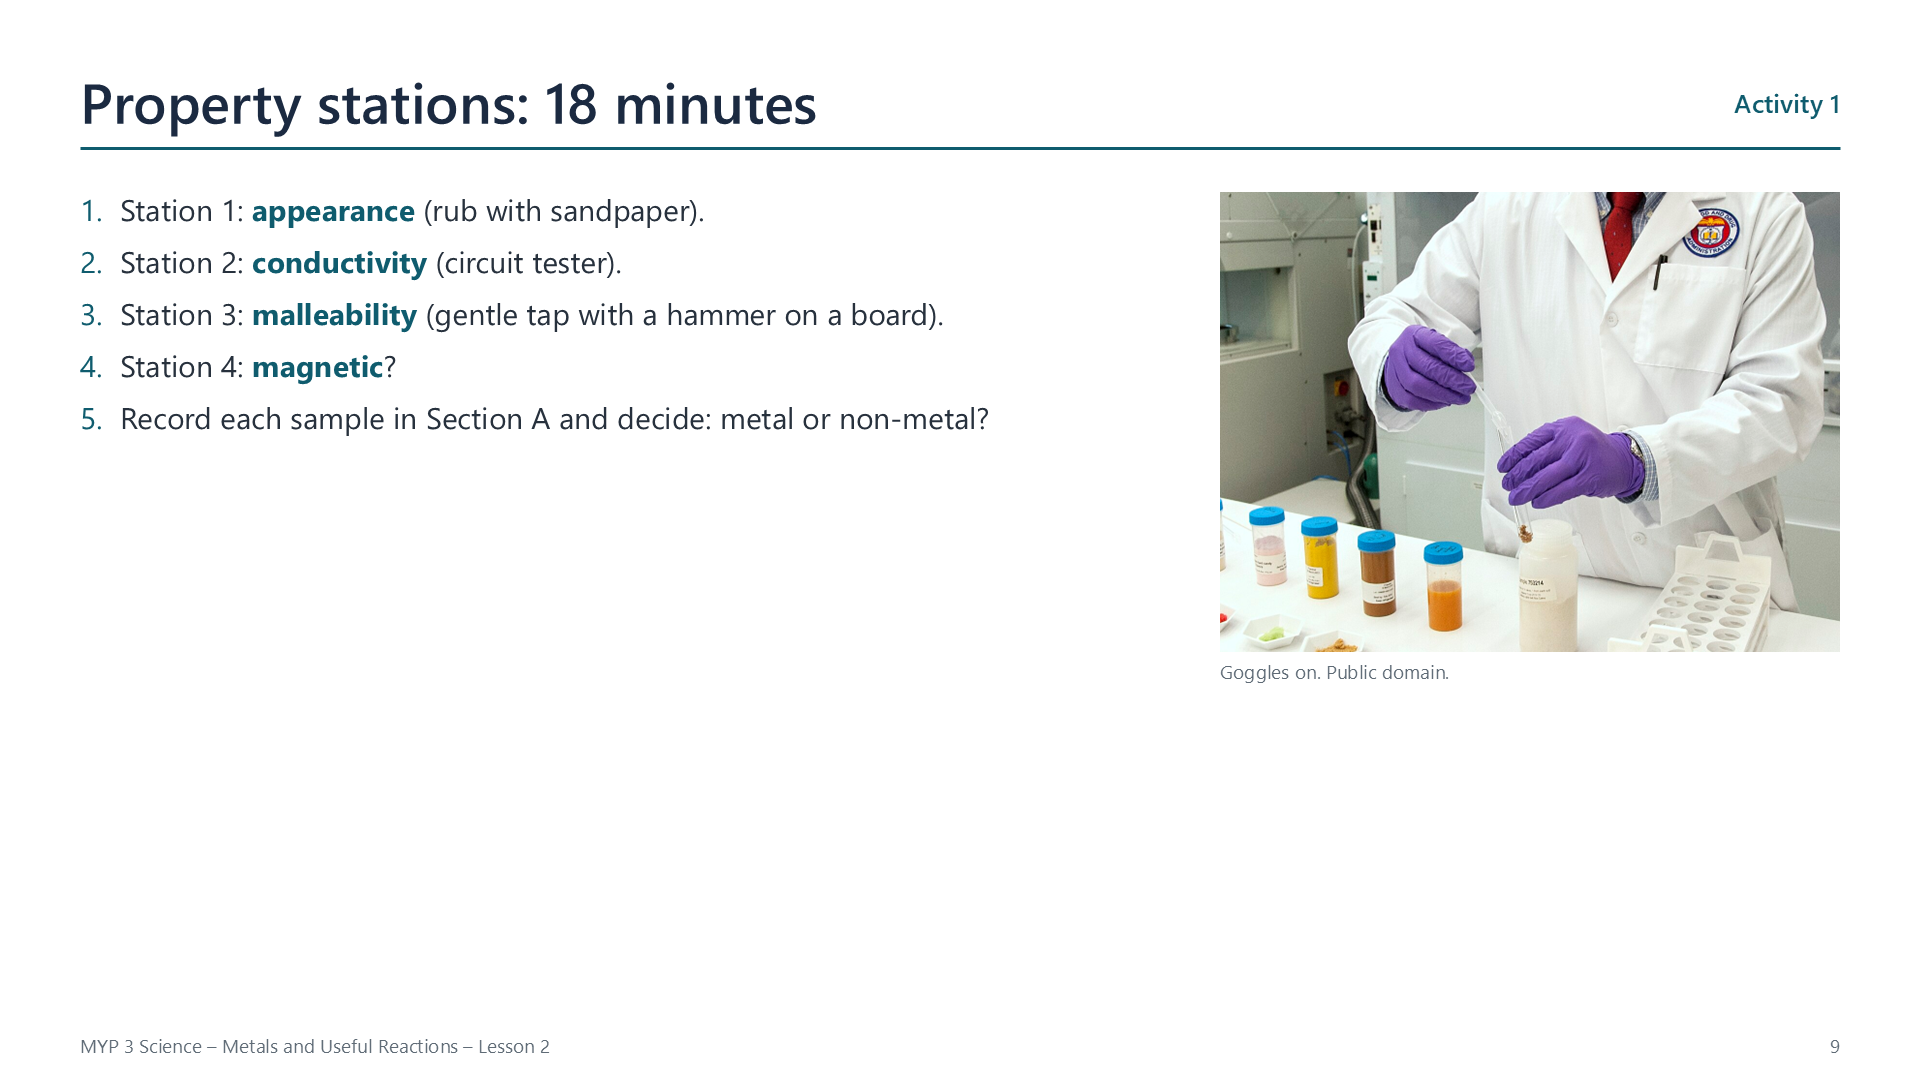 Property stations: 18 minutes
Activity 1
1. Station 1: appearance (rub with sandpaper).
2. Station 2: conductivity (circuit tester).
3. Station 3: malleability (gentle tap with a hammer on a board).
4. Station 4: magnetic?
5. Record each sample in Section A and decide: metal or non-metal?
Goggles on. Public domain.
MYP 3 Science – Metals and Useful Reactions – Lesson 2
9